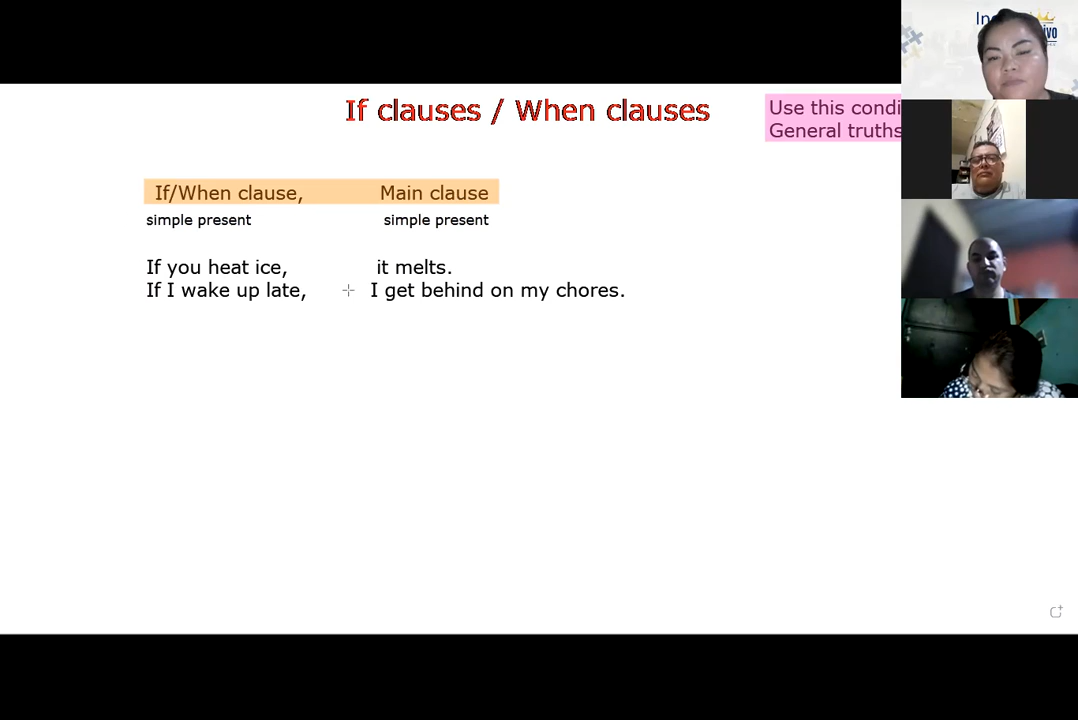 If clauses / When clauses
Use this condi
General truths
If/When clause, Main clause
simple present simple present
If you heat ice, it melts.
If I wake up late, I get behind on my chores.